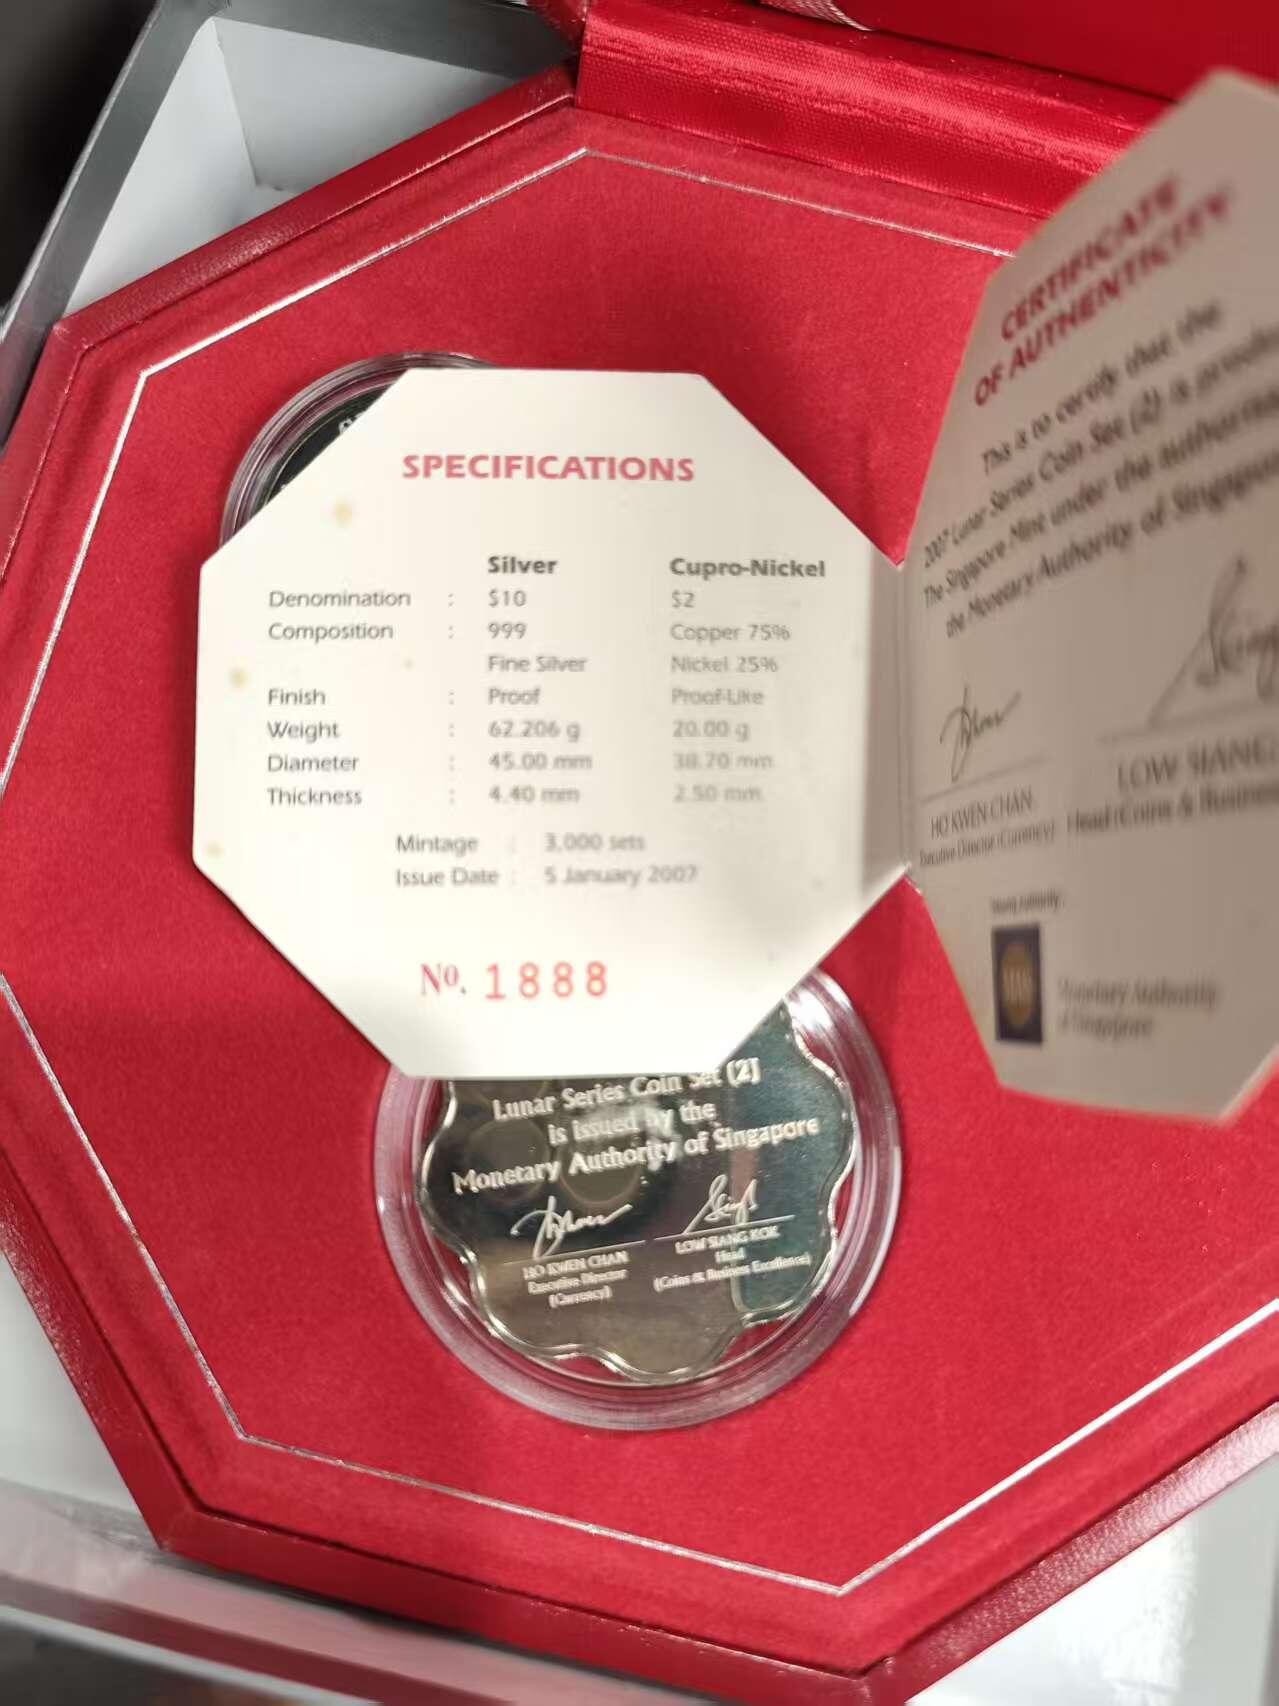 SPECIFICATIONS
Silver Cupro-Nickel
Denomination : $10 $2
Composition : 999 Copper 75%
Fine Silver Nickel 25%
Finish : Proof Proof-Like
Weight : 62.206 g 20.00 g
Diameter : 45.00 mm 38.70 mm
Thickness : 4.40 mm 2.50 mm
Mintage : 3,000 sets
Issue Date : 5 January 2007
No. 1888
CERTIFICATE
OF AUTHENTICITY
This is to certify that the
2007 Lunar Series Coin Set (2) is
The Singapore Mint under the
the Monetary Authority of Singapore
HO KWEN CHAN
Executive Director (Currency)
LOW SIANG
Head (Coins & Business
Monetary Authority
of Singapore
Lunar Series Coin Set (2)
is issued by the
Monetary Authority of Singapore
HO KWEN CHAN
Executive Director
(Currency)
LOW SIANG KOK
Head
(Coins & Business Excellence)